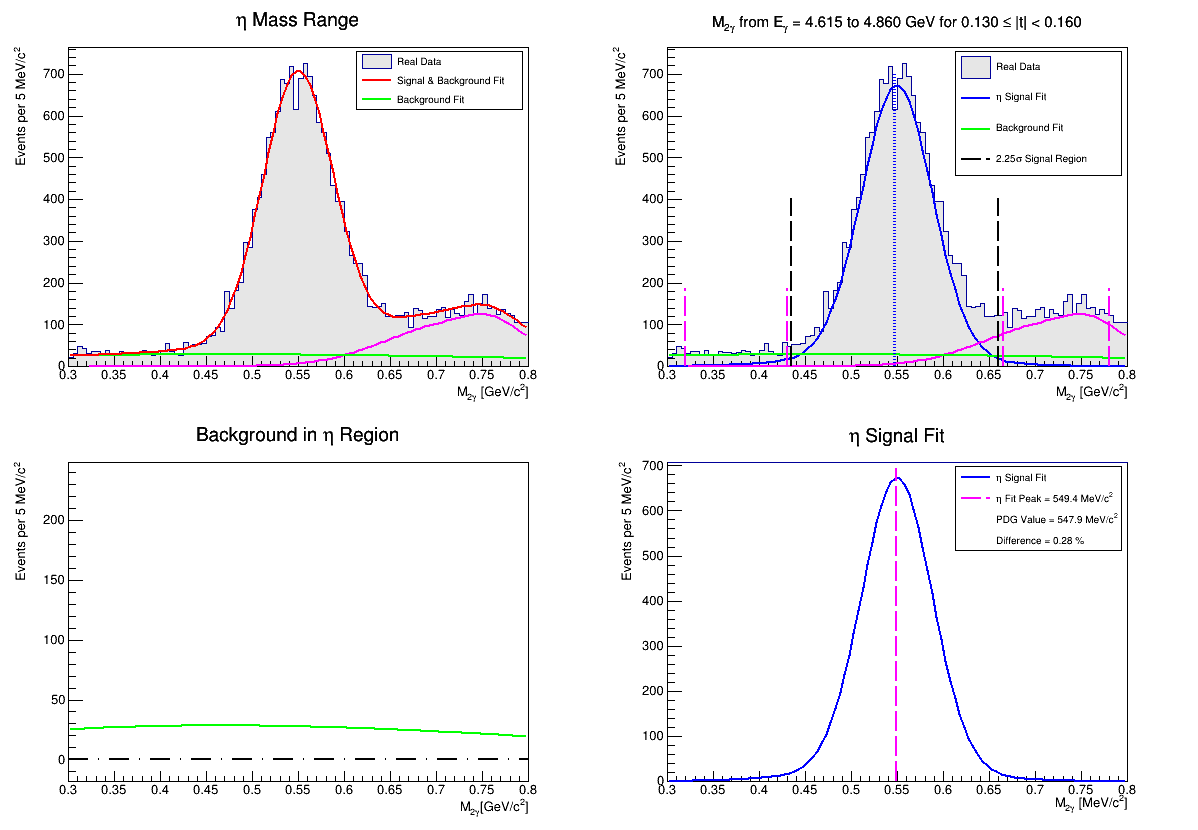 η Mass Range
Events per 5 MeV/c²
700
600
500
400
300
200
100
0
Real Data
Signal & Background Fit
Background Fit
0.3 0.35 0.4 0.45 0.5 0.55 0.6 0.65 0.7 0.75 0.8
M₂γ [GeV/c²]
M₂γ from Eγ = 4.615 to 4.860 GeV for 0.130 ≤ |t| < 0.160
Events per 5 MeV/c²
700
600
500
400
300
200
100
0
Real Data
η Signal Fit
Background Fit
2.25σ Signal Region
0.3 0.35 0.4 0.45 0.5 0.55 0.6 0.65 0.7 0.75 0.8
M₂γ [GeV/c²]
Background in η Region
Events per 5 MeV/c²
200
150
100
50
0
0.3 0.35 0.4 0.45 0.5 0.55 0.6 0.65 0.7 0.75 0.8
M₂γ[GeV/c²]
η Signal Fit
Events per 5 MeV/c²
700
600
500
400
300
200
100
0
η Signal Fit
η Fit Peak = 549.4 MeV/c²
PDG Value = 547.9 MeV/c²
Difference = 0.28 %
0.3 0.35 0.4 0.45 0.5 0.55 0.6 0.65 0.7 0.75 0.8
M₂γ [MeV/c²]